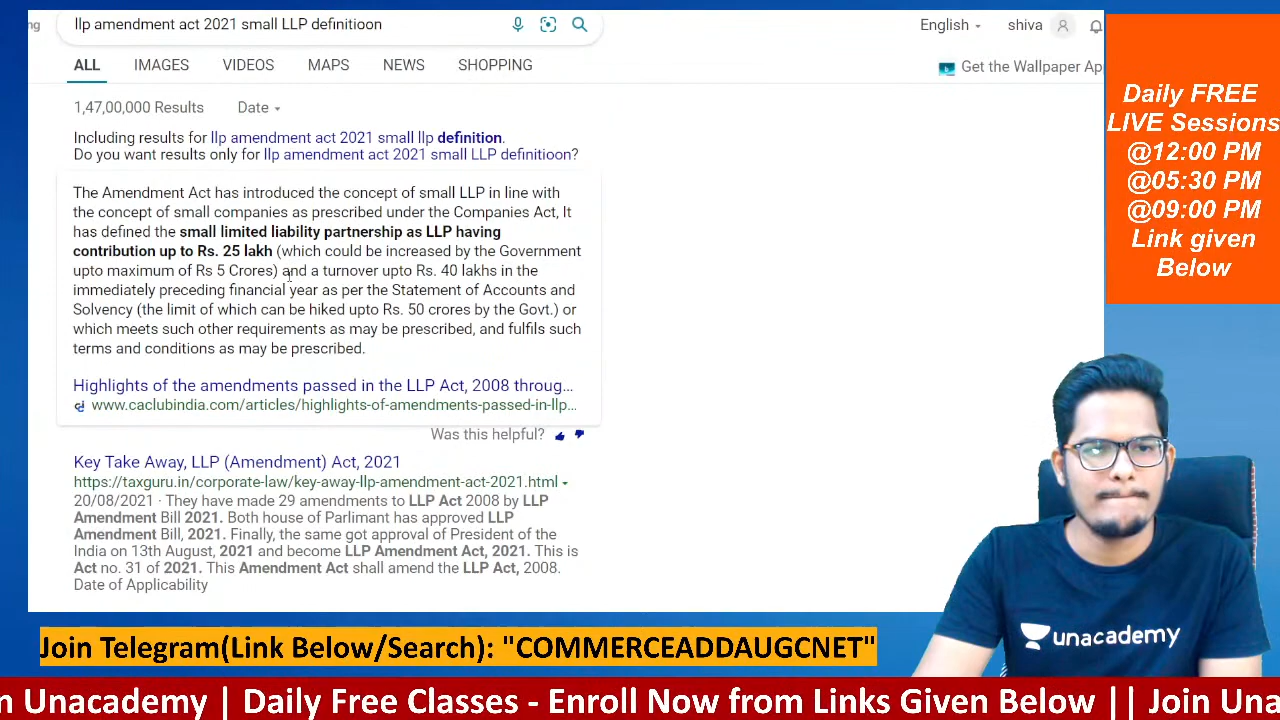 ng
llp amendment act 2021 small LLP definitioon
English
shiva
ALL
IMAGES
VIDEOS
MAPS
NEWS
SHOPPING
Get the Wallpaper Ap
1,47,00,000 Results
Date
Including results for llp amendment act 2021 small llp definition.
Do you want results only for llp amendment act 2021 small LLP definitioon?
The Amendment Act has introduced the concept of small LLP in line with
the concept of small companies as prescribed under the Companies Act, It
has defined the small limited liability partnership as LLP having
contribution up to Rs. 25 lakh (which could be increased by the Government
upto maximum of Rs 5 Crores) and a turnover upto Rs. 40 lakhs in the
immediately preceding financial year as per the Statement of Accounts and
Solvency (the limit of which can be hiked upto Rs. 50 crores by the Govt.) or
which meets such other requirements as may be prescribed, and fulfils such
terms and conditions as may be prescribed.
Highlights of the amendments passed in the LLP Act, 2008 throug...
www.caclubindia.com/articles/highlights-of-amendments-passed-in-llp...
Was this helpful?
Key Take Away, LLP (Amendment) Act, 2021
https://taxguru.in/corporate-law/key-away-llp-amendment-act-2021.html
20/08/2021 · They have made 29 amendments to LLP Act 2008 by LLP
Amendment Bill 2021. Both house of Parlimant has approved LLP
Amendment Bill, 2021. Finally, the same got approval of President of the
India on 13th August, 2021 and become LLP Amendment Act, 2021. This is
Act no. 31 of 2021. This Amendment Act shall amend the LLP Act, 2008.
Date of Applicability
Daily FREE
LIVE Sessions
@12:00 PM
@05:30 PM
@09:00 PM
Link given
Below
unacademy
Join Telegram(Link Below/Search): "COMMERCEADDAUGCNET"
n Unacademy | Daily Free Classes - Enroll Now from Links Given Below || Join Una